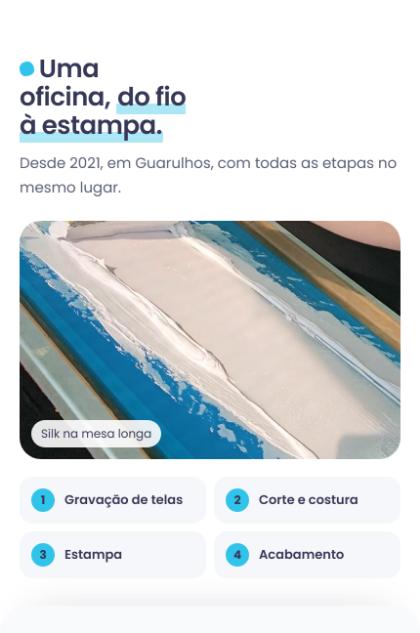 Uma
oficina, do fio
à estampa.
Desde 2021, em Guarulhos, com todas as etapas no
mesmo lugar.
Silk na mesa longa
1 Gravação de telas
2 Corte e costura
3 Estampa
4 Acabamento